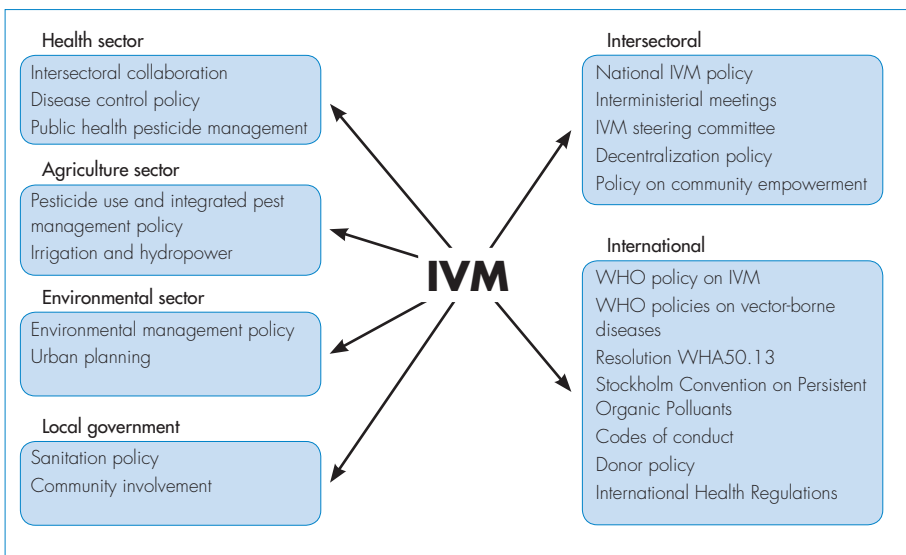 Health sector
Intersectoral collaboration
Disease control policy
Public health pesticide management
Agriculture sector
Pesticide use and integrated pest
management policy
Irrigation and hydropower
Environmental sector
Environmental management policy
Urban planning
Local government
Sanitation policy
Community involvement
IVM
Intersectoral
National IVM policy
Interministerial meetings
IVM steering committee
Decentralization policy
Policy on community empowerment
International
WHO policy on IVM
WHO policies on vector-borne
diseases
Resolution WHA50.13
Stockholm Convention on Persistent
Organic Polluants
Codes of conduct
Donor policy
International Health Regulations